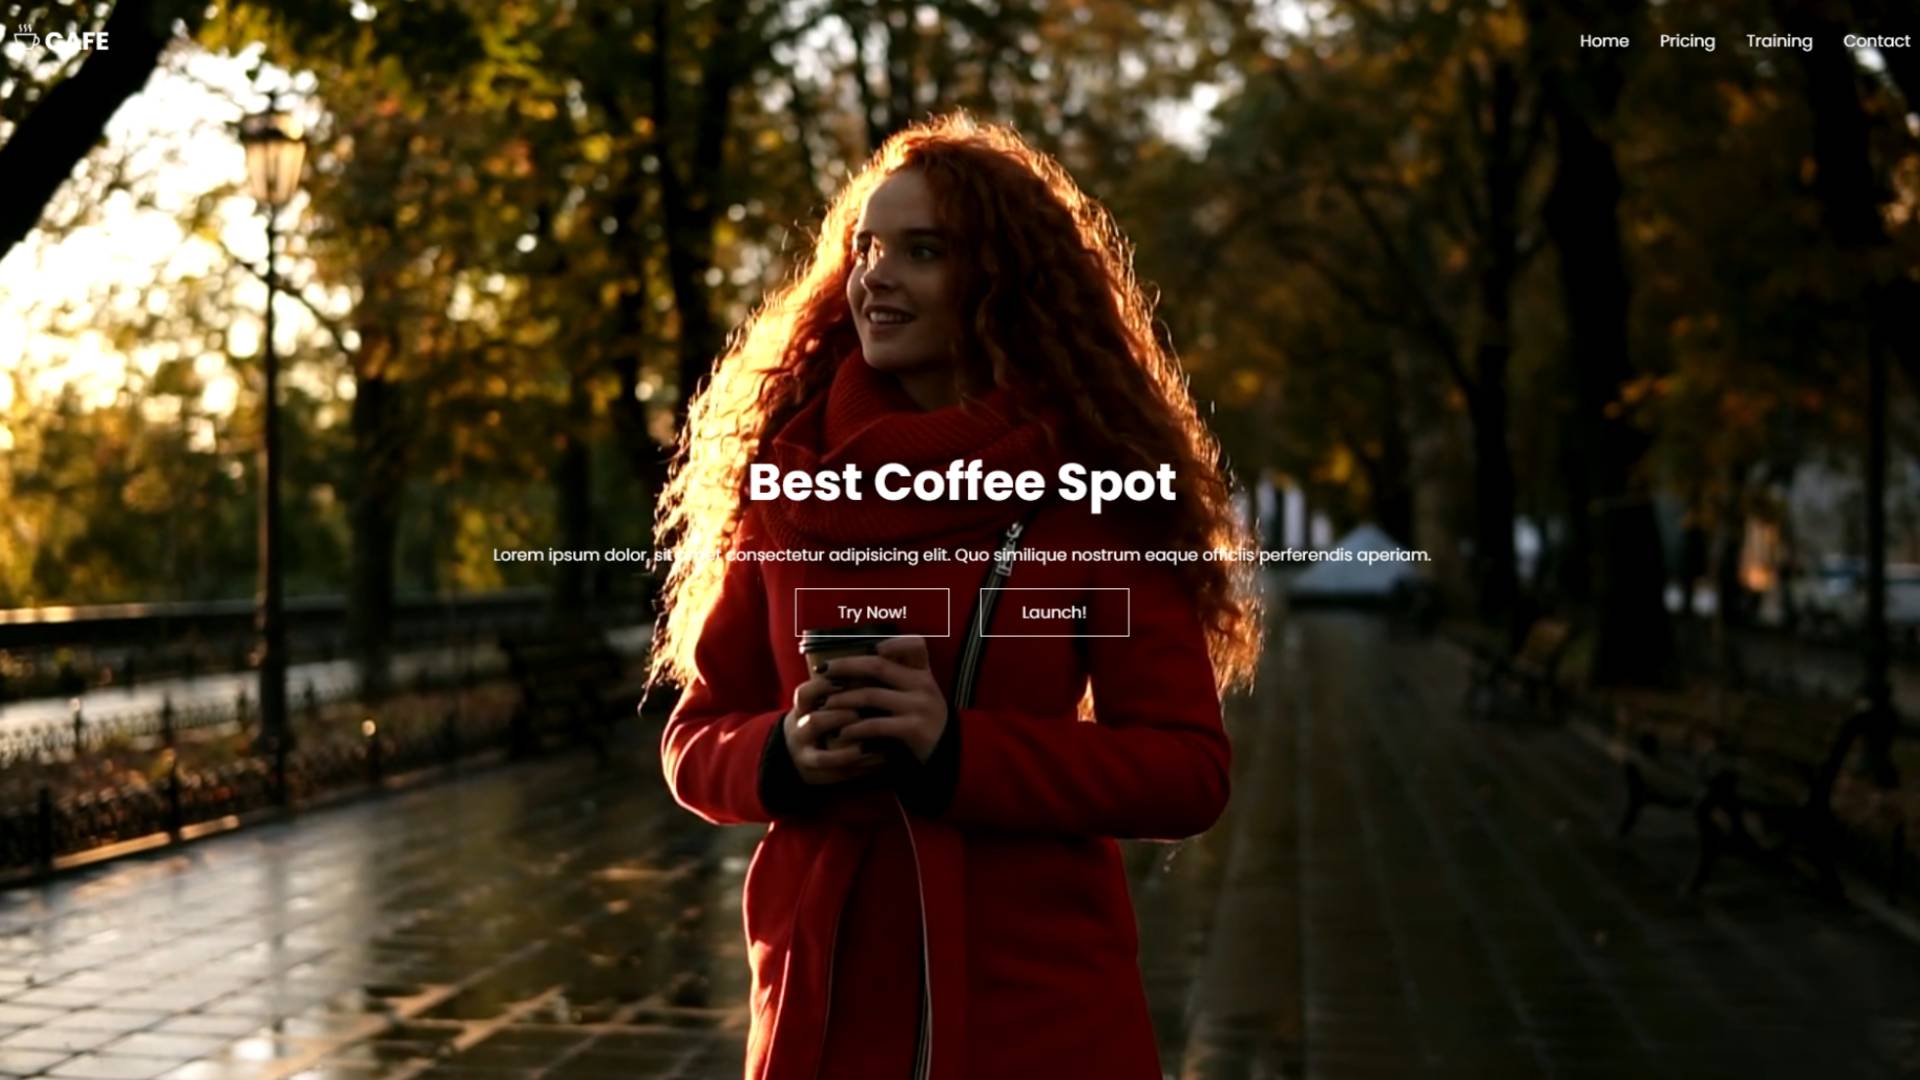 CAFE
Home Pricing Training Contact
Best Coffee Spot
Lorem ipsum dolor, sit amet consectetur adipisicing elit. Quo similique nostrum eaque officiis perferendis aperiam.
Try Now! Launch!